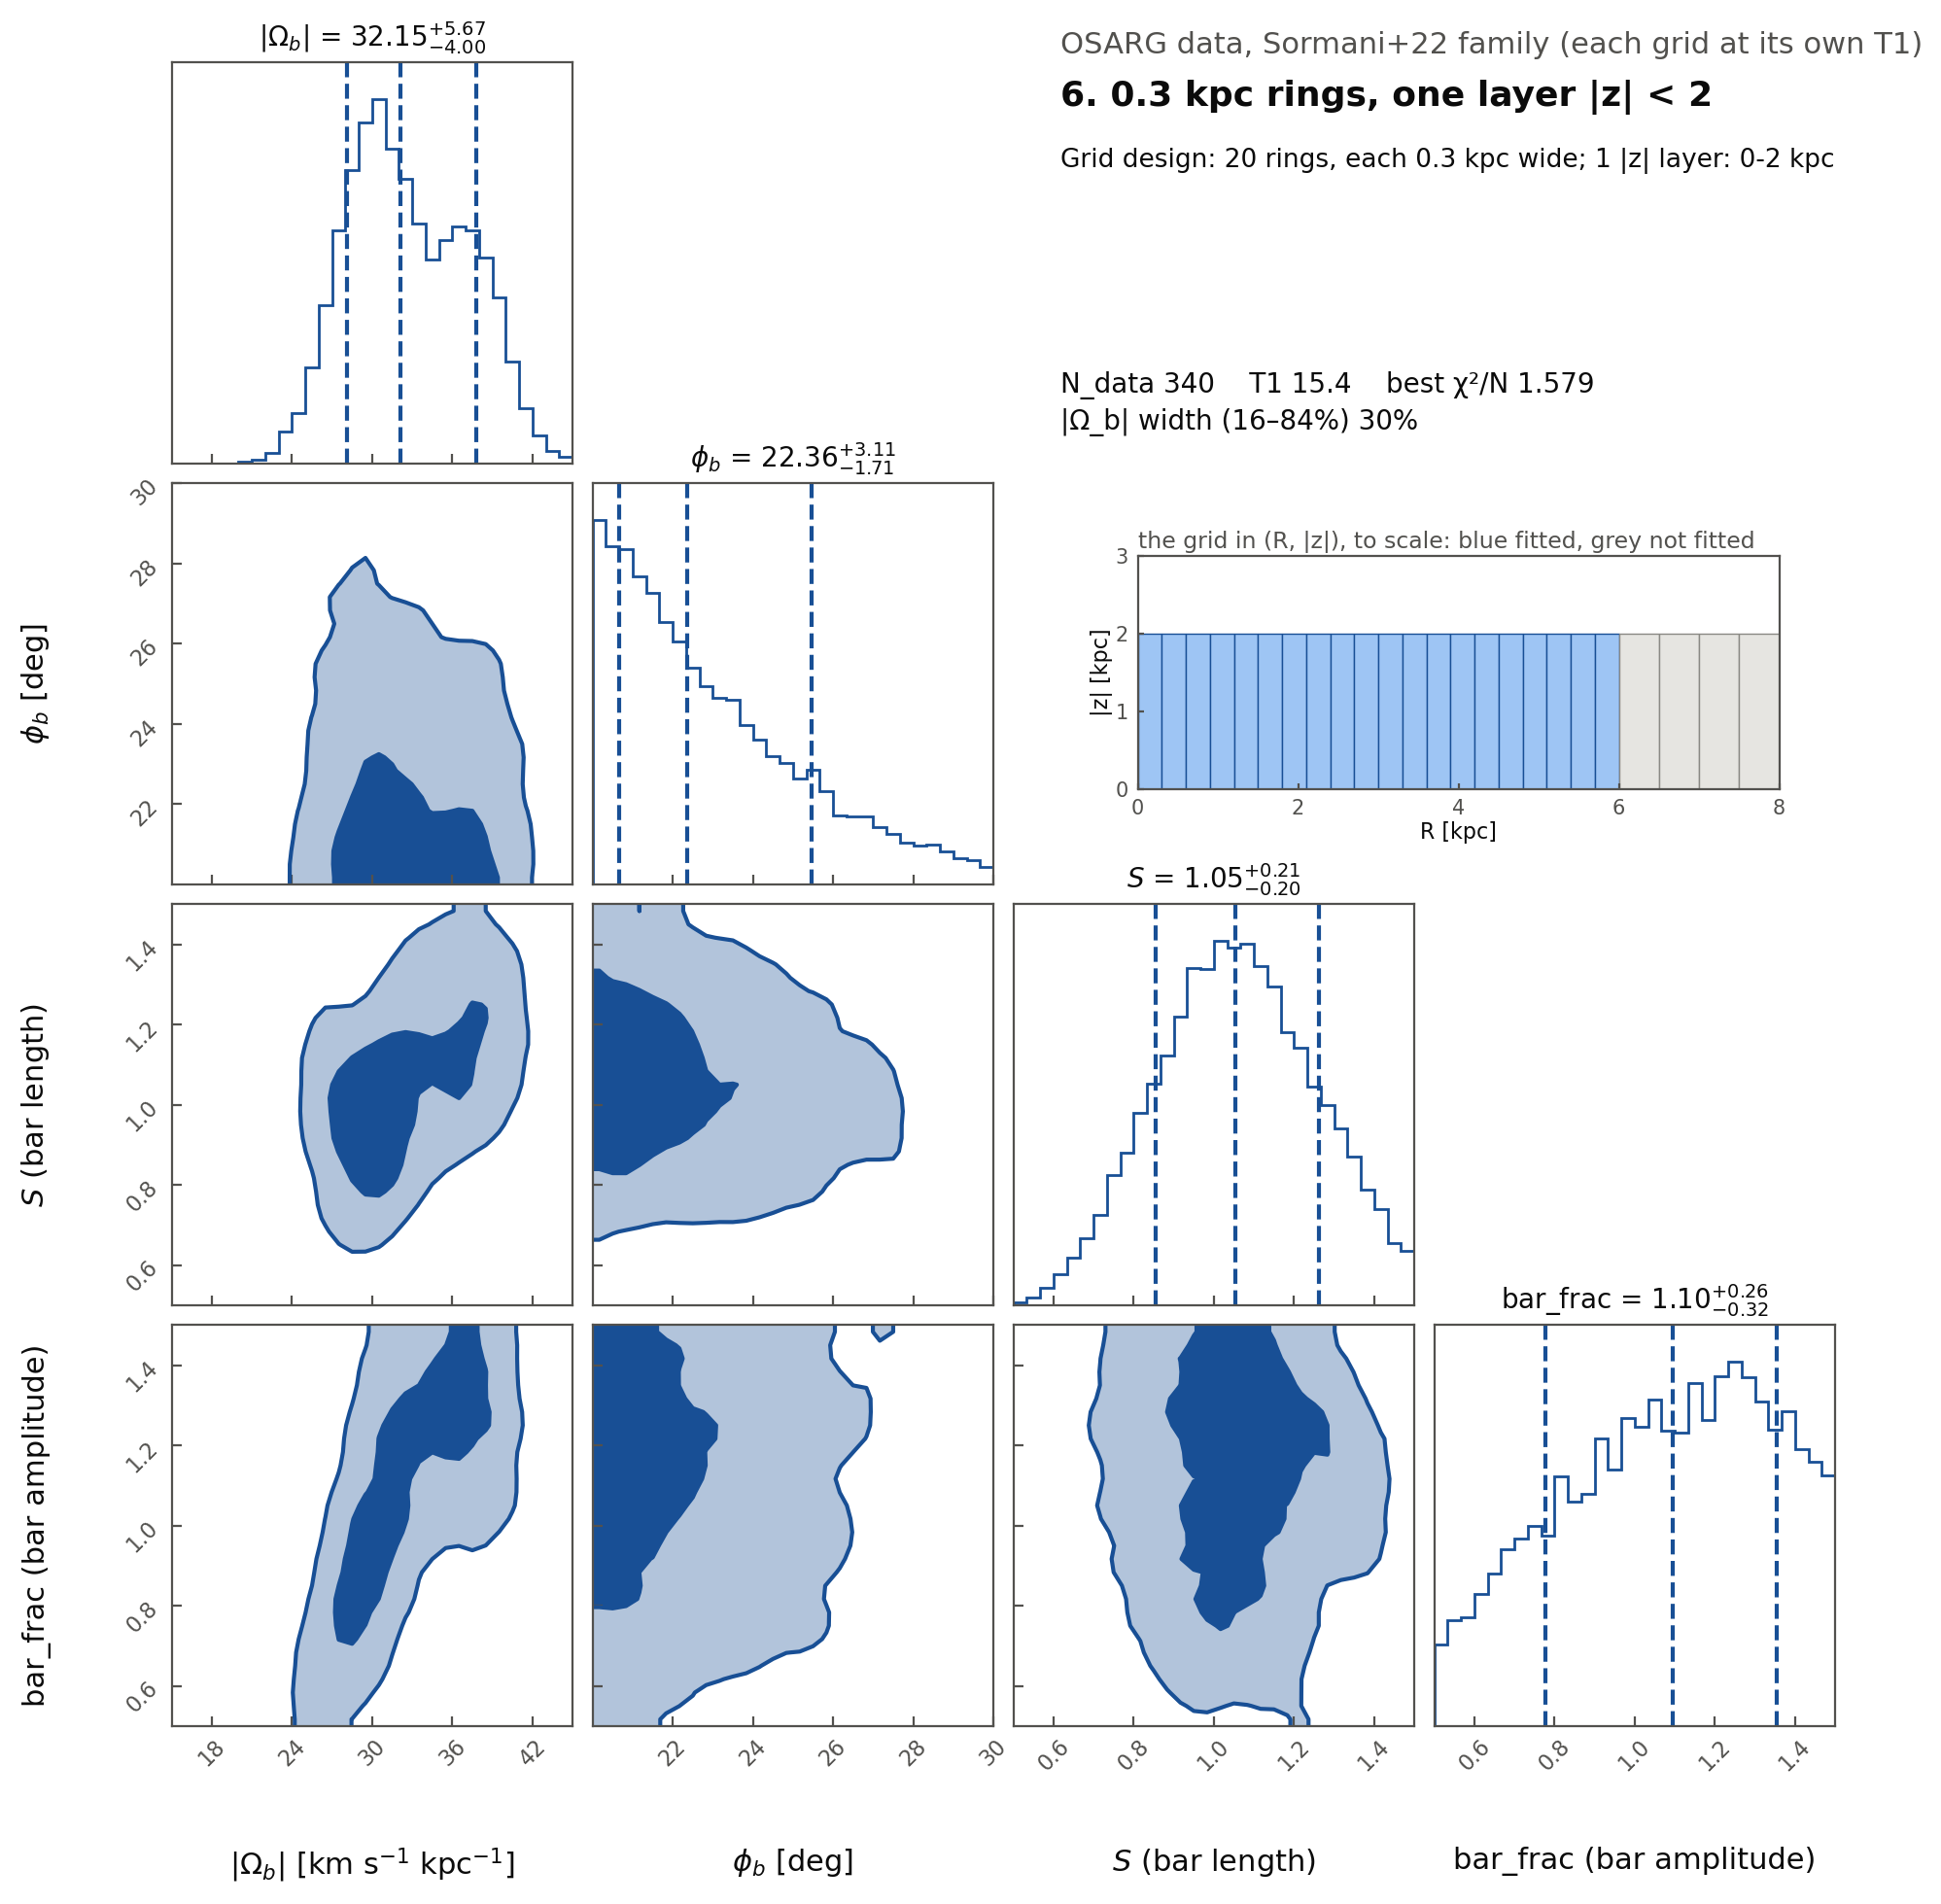 |Ω_b| = 32.15 +5.67 −4.00
OSARG data, Sormani+22 family (each grid at its own T1)
6. 0.3 kpc rings, one layer |z| < 2
Grid design: 20 rings, each 0.3 kpc wide; 1 |z| layer: 0-2 kpc
N_data 340 T1 15.4 best χ²/N 1.579
|Ω_b| width (16–84%) 30%
ϕ_b = 22.36 +3.11 −1.71
ϕ_b [deg]
30
28
26
24
22
the grid in (R, |z|), to scale: blue fitted, grey not fitted
|z| [kpc]
3
2
1
0
0 2 4 6 8
R [kpc]
S = 1.05 +0.21 −0.20
S (bar length)
1.4
1.2
1.0
0.8
0.6
bar_frac = 1.10 +0.26 −0.32
bar_frac (bar amplitude)
1.4
1.2
1.0
0.8
0.6
18 24 30 36 42
22 24 26 28 30
0.6 0.8 1.0 1.2 1.4
0.6 0.8 1.0 1.2 1.4
|Ω_b| [km s⁻¹ kpc⁻¹]
ϕ_b [deg]
S (bar length)
bar_frac (bar amplitude)